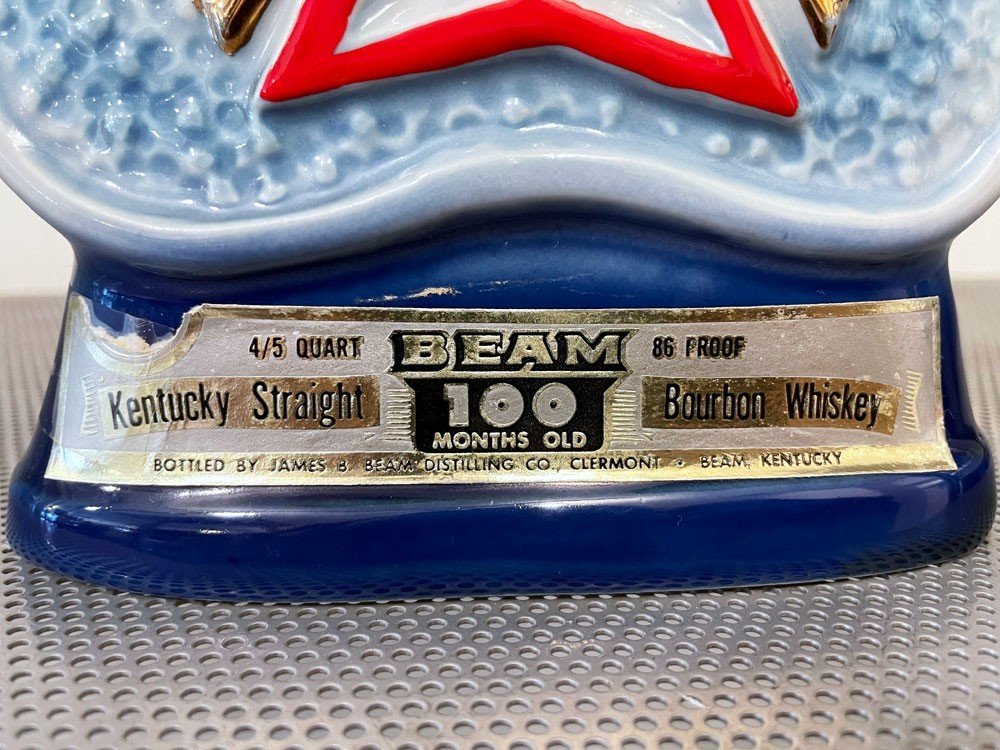 4/5 QUART BEAM 86 PROOF
Kentucky Straight 100 Bourbon Whiskey
MONTHS OLD
BOTTLED BY JAMES B. BEAM DISTILLING CO., CLERMONT • BEAM, KENTUCKY